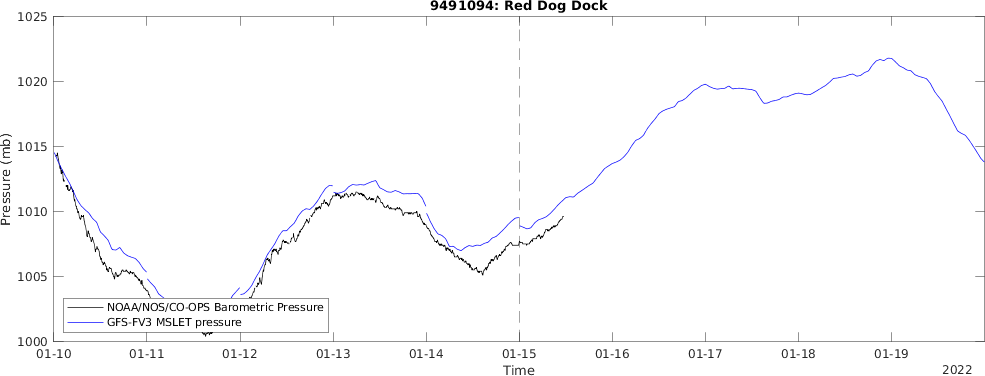 9491094: Red Dog Dock
1025
1020
1015
1010
1005
1000
Pressure (mb)
NOAA/NOS/CO-OPS Barometric Pressure
GFS-FV3 MSLET pressure
01-10 01-11 01-12 01-13 01-14 01-15 01-16 01-17 01-18 01-19
Time
2022